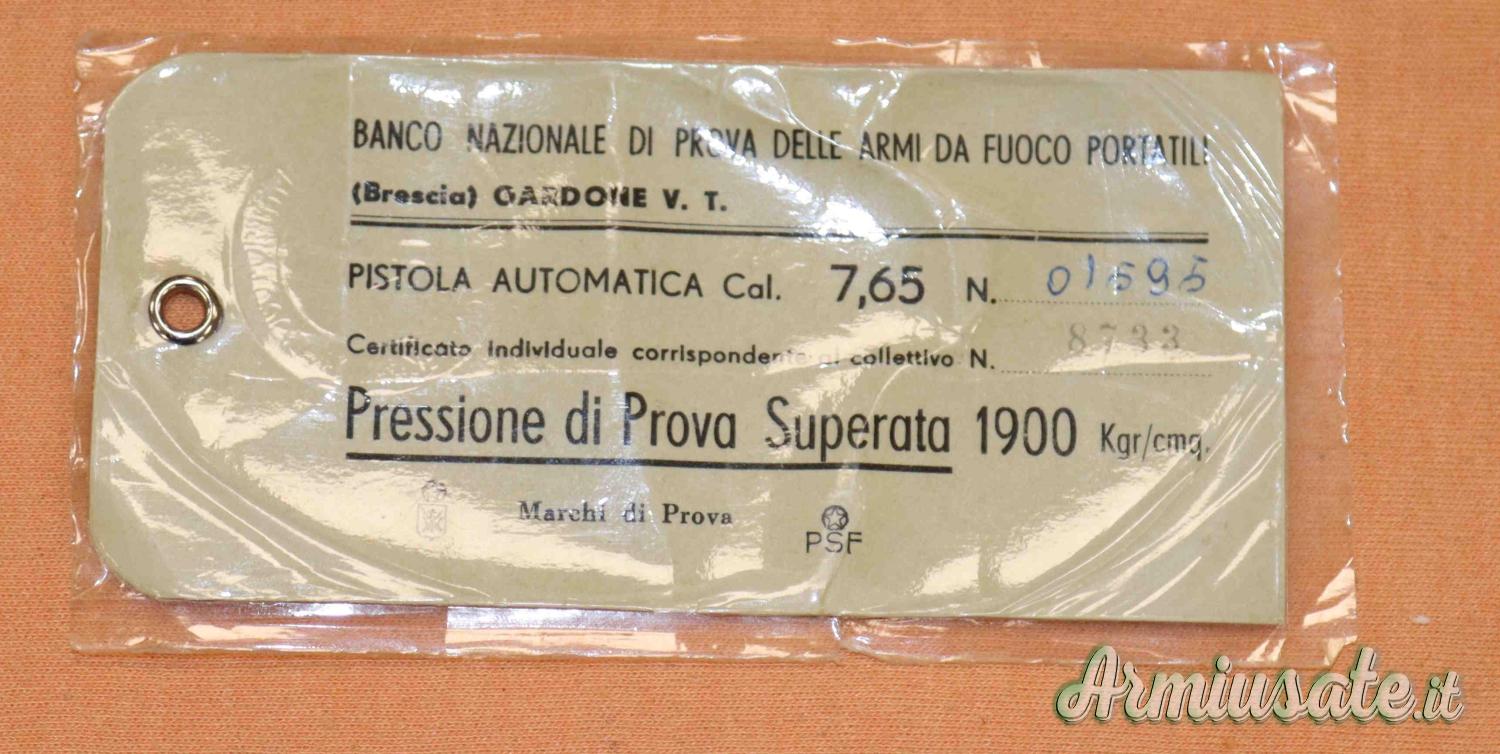 BANCO NAZIONALE DI PROVA DELLE ARMI DA FUOCO PORTATILI
(Brescia) GARDONE V. T.
PISTOLA AUTOMATICA Cal. 7,65 N. 01595
Certificato individuale corrispondente al collettivo N. 8733
Pressione di Prova Superata 1900 Kgr/cmq.
Marchi di Prova
PSF
Armiusate.it